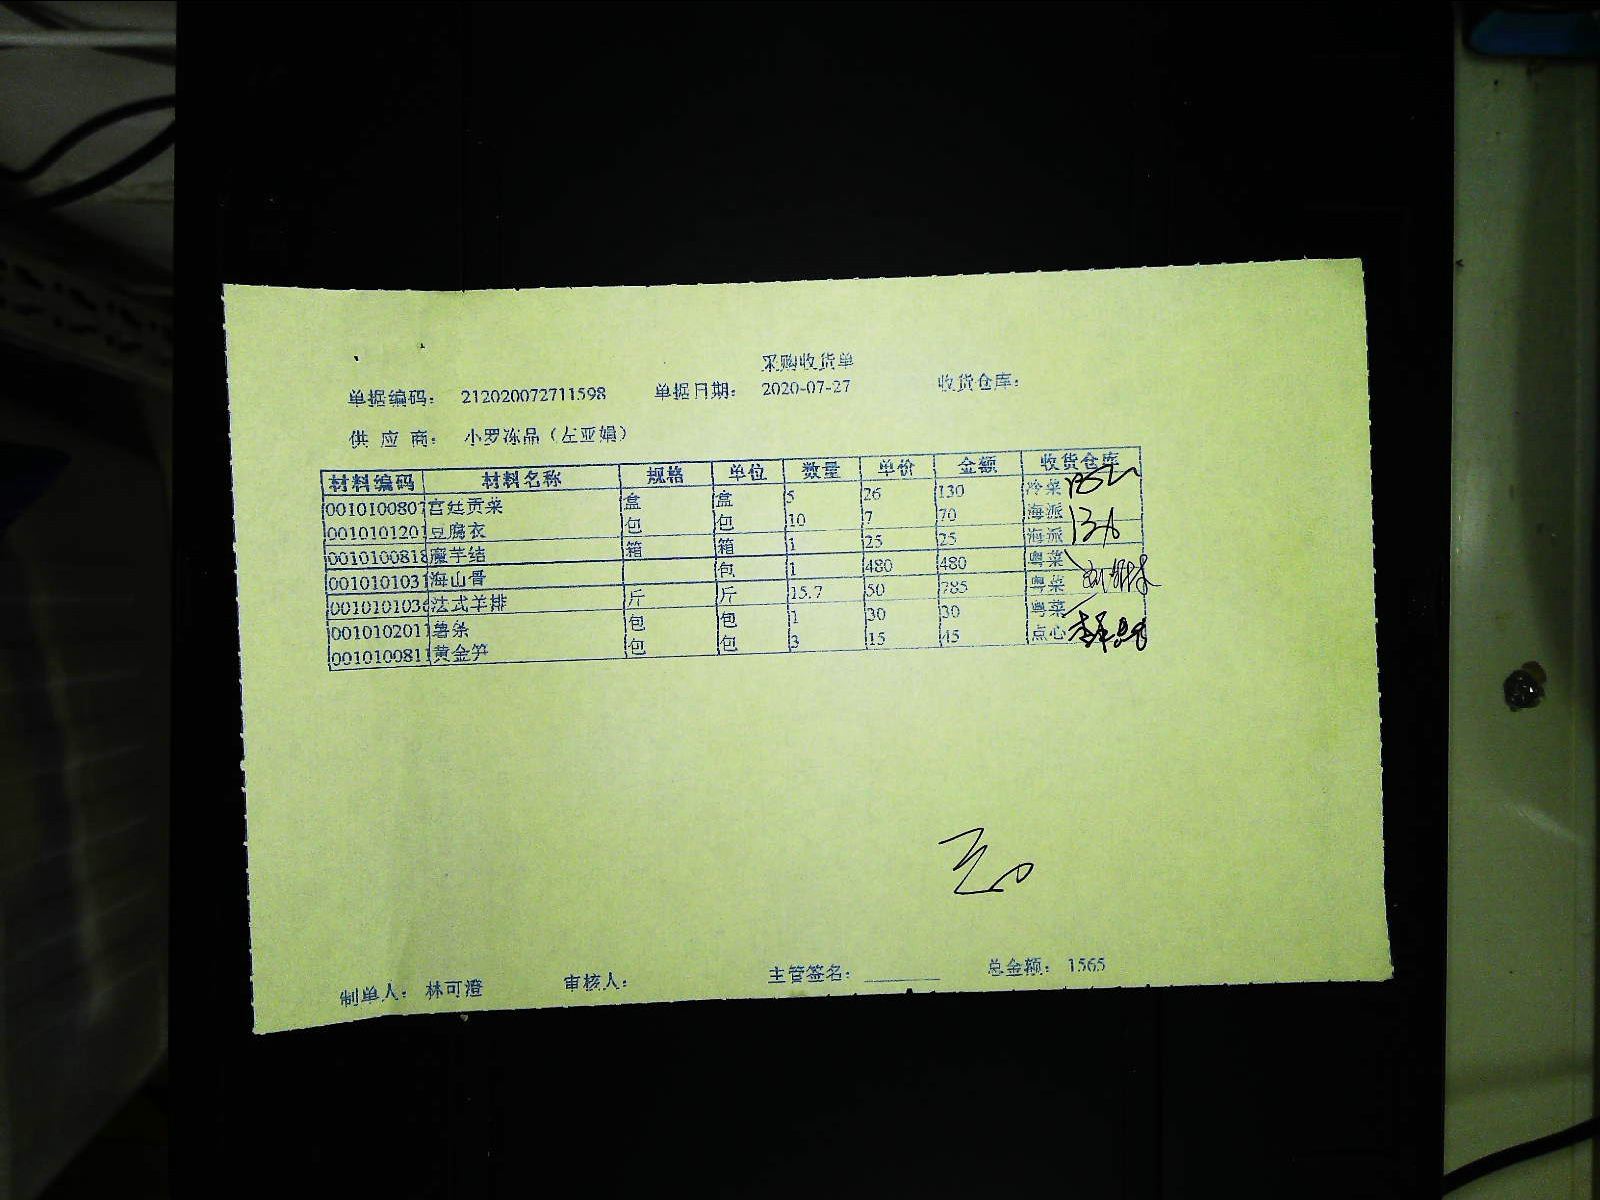 采购收货单
单据编码： 212020072711598 单据日期： 2020-07-27 收货仓库：
供 应 商： 小罗冻品（左亚娟）
材料编码 材料名称 规格 单位 数量 单价 金额 收货仓库
0010100807 宫廷贡菜 盒 盒 5 26 130 冷菜
0010101201 豆腐衣 包 包 10 7 70 海派
0010100818 魔芋结 箱 箱 1 25 25 海派
0010101031 海山骨 包 1 480 480 粤菜
001010103 法式羊排 斤 斤 15.7 50 785 粤菜
0010102011 薯条 包 包 1 30 30 粤菜
0010100811 黄金笋 包 包 3 15 45 点心
制单人： 林可澄 审核人： 主管签名： 总金额： 1565